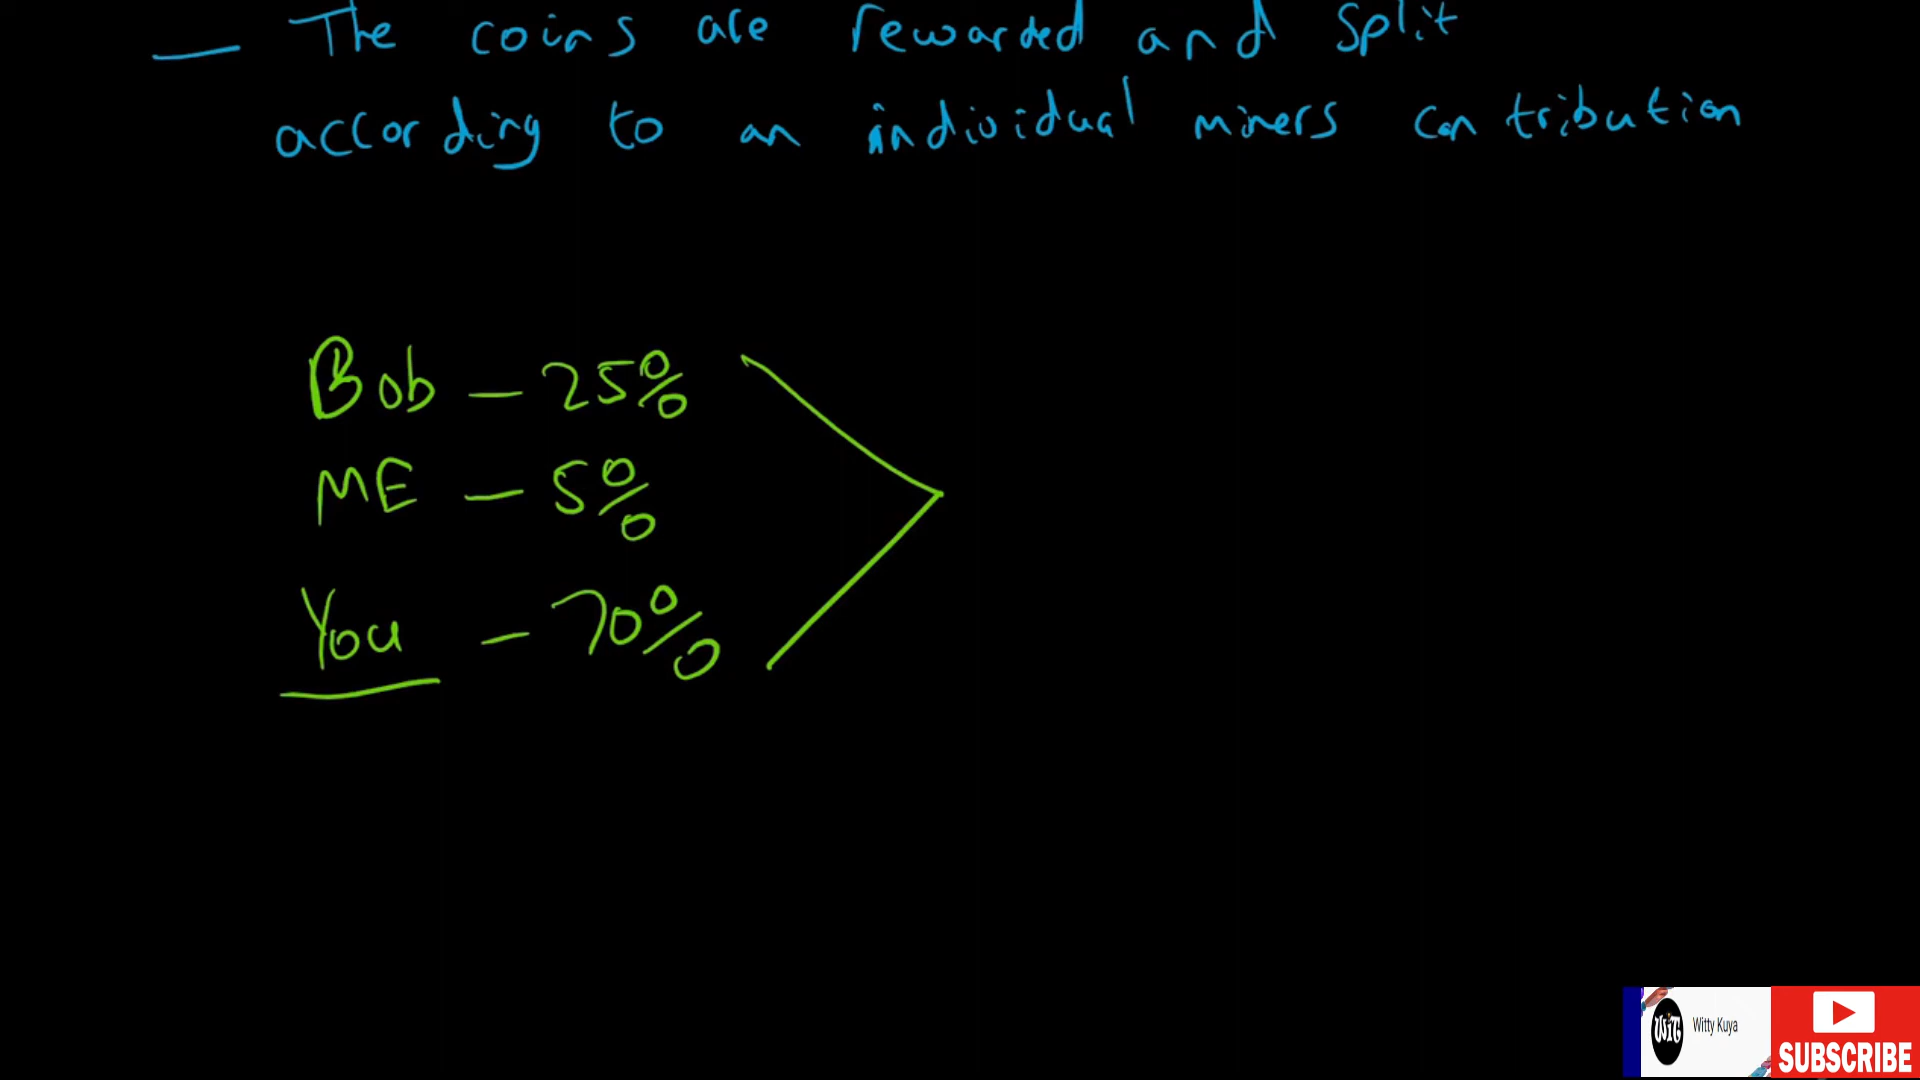 — The coins are rewarded and split
according to an individual miners contribution
Bob — 25%
ME — 5%
You — 70%
WiTG
Witty Kuya
SUBSCRIBE